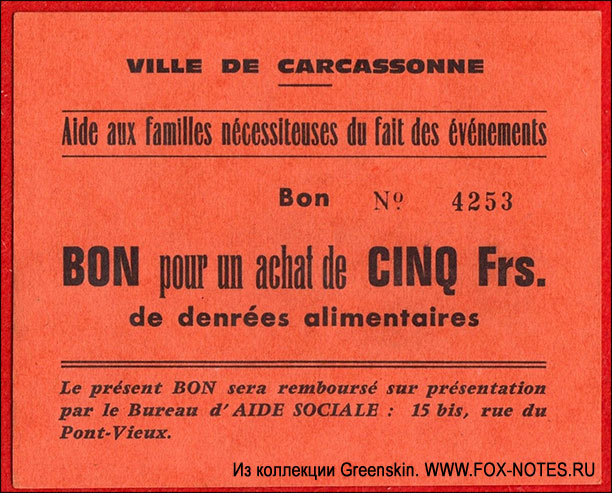 VILLE DE CARCASSONNE
Aide aux familles nécessiteuses du fait des événements
Bon Nº 4253
BON pour un achat de CINQ Frs.
de denrées alimentaires
Le présent BON sera remboursé sur présentation
par le Bureau d'AIDE SOCIALE : 15 bis, rue du
Pont-Vieux.
Из коллекции Greenskin. WWW.FOX-NOTES.RU